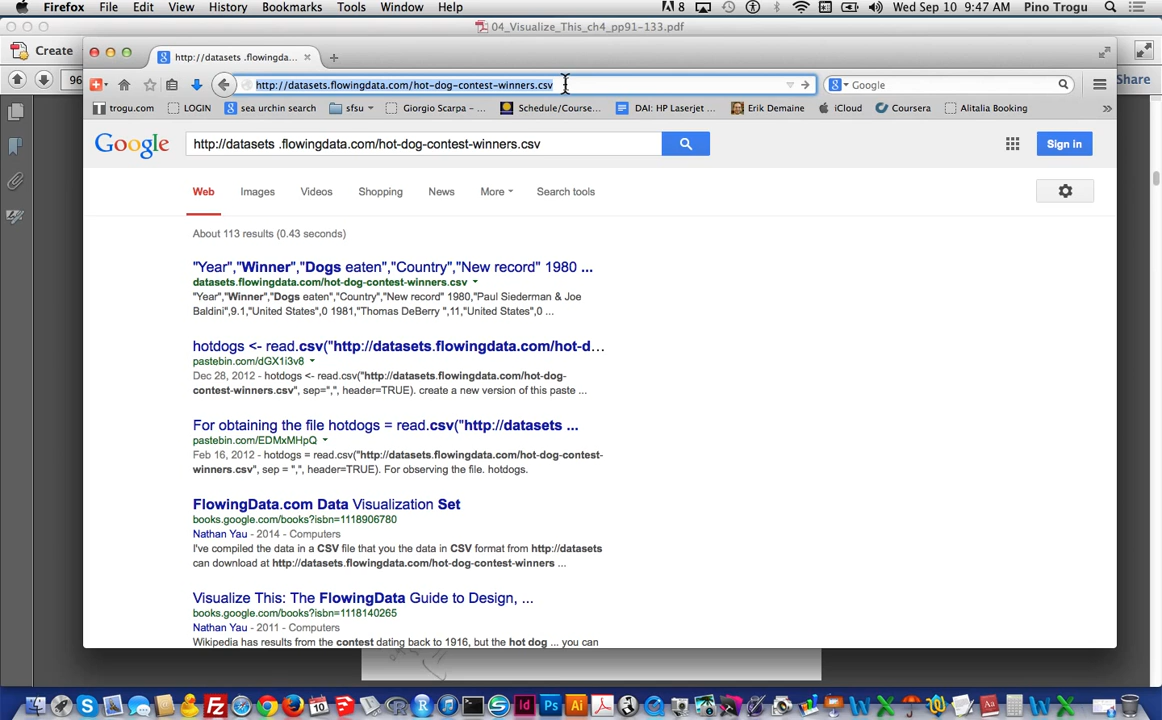 Firefox File Edit View History Bookmarks Tools Window Help 8 Wed Sep 10 9:47 AM Pino Trogu
04_Visualize_This_ch4_pp91-133.pdf
Create
http://datasets.flowingda...
96
Share
http://datasets.flowingdata.com/hot-dog-contest-winners.csv
Google
trogu.com LOGIN sea urchin search sfsu Giorgio Scarpa -... Schedule/Course... DAI: HP Laserjet ... Erik Demaine iCloud Coursera Alitalia Booking
Google http://datasets .flowingdata.com/hot-dog-contest-winners.csv Sign in
Web Images Videos Shopping News More Search tools
About 113 results (0.43 seconds)
"Year","Winner","Dogs eaten","Country","New record" 1980 ...
datasets.flowingdata.com/hot-dog-contest-winners.csv
"Year","Winner","Dogs eaten","Country","New record" 1980,"Paul Siederman & Joe
Baldini",9.1,"United States",0 1981,"Thomas DeBerry ",11,"United States",0 ...
hotdogs <- read.csv("http://datasets.flowingdata.com/hot-d...
pastebin.com/dGX1i3v8
Dec 28, 2012 - hotdogs <- read.csv("http://datasets.flowingdata.com/hot-dog-
contest-winners.csv", sep=",", header=TRUE). create a new version of this paste ...
For obtaining the file hotdogs = read.csv("http://datasets ...
pastebin.com/EDMxMHpQ
Feb 16, 2012 - hotdogs = read.csv("http://datasets.flowingdata.com/hot-dog-contest-
winners.csv", sep = ",", header=TRUE). For observing the file. hotdogs.
FlowingData.com Data Visualization Set
books.google.com/books?isbn=1118906780
Nathan Yau - 2014 - Computers
I've compiled the data in a CSV file that you the data in CSV format from http://datasets
can download at http://datasets.flowingdata.com/hot-dog-contest-winners ...
Visualize This: The FlowingData Guide to Design, ...
books.google.com/books?isbn=1118140265
Nathan Yau - 2011 - Computers
Wikipedia has results from the contest dating back to 1916, but the hot dog ... you can